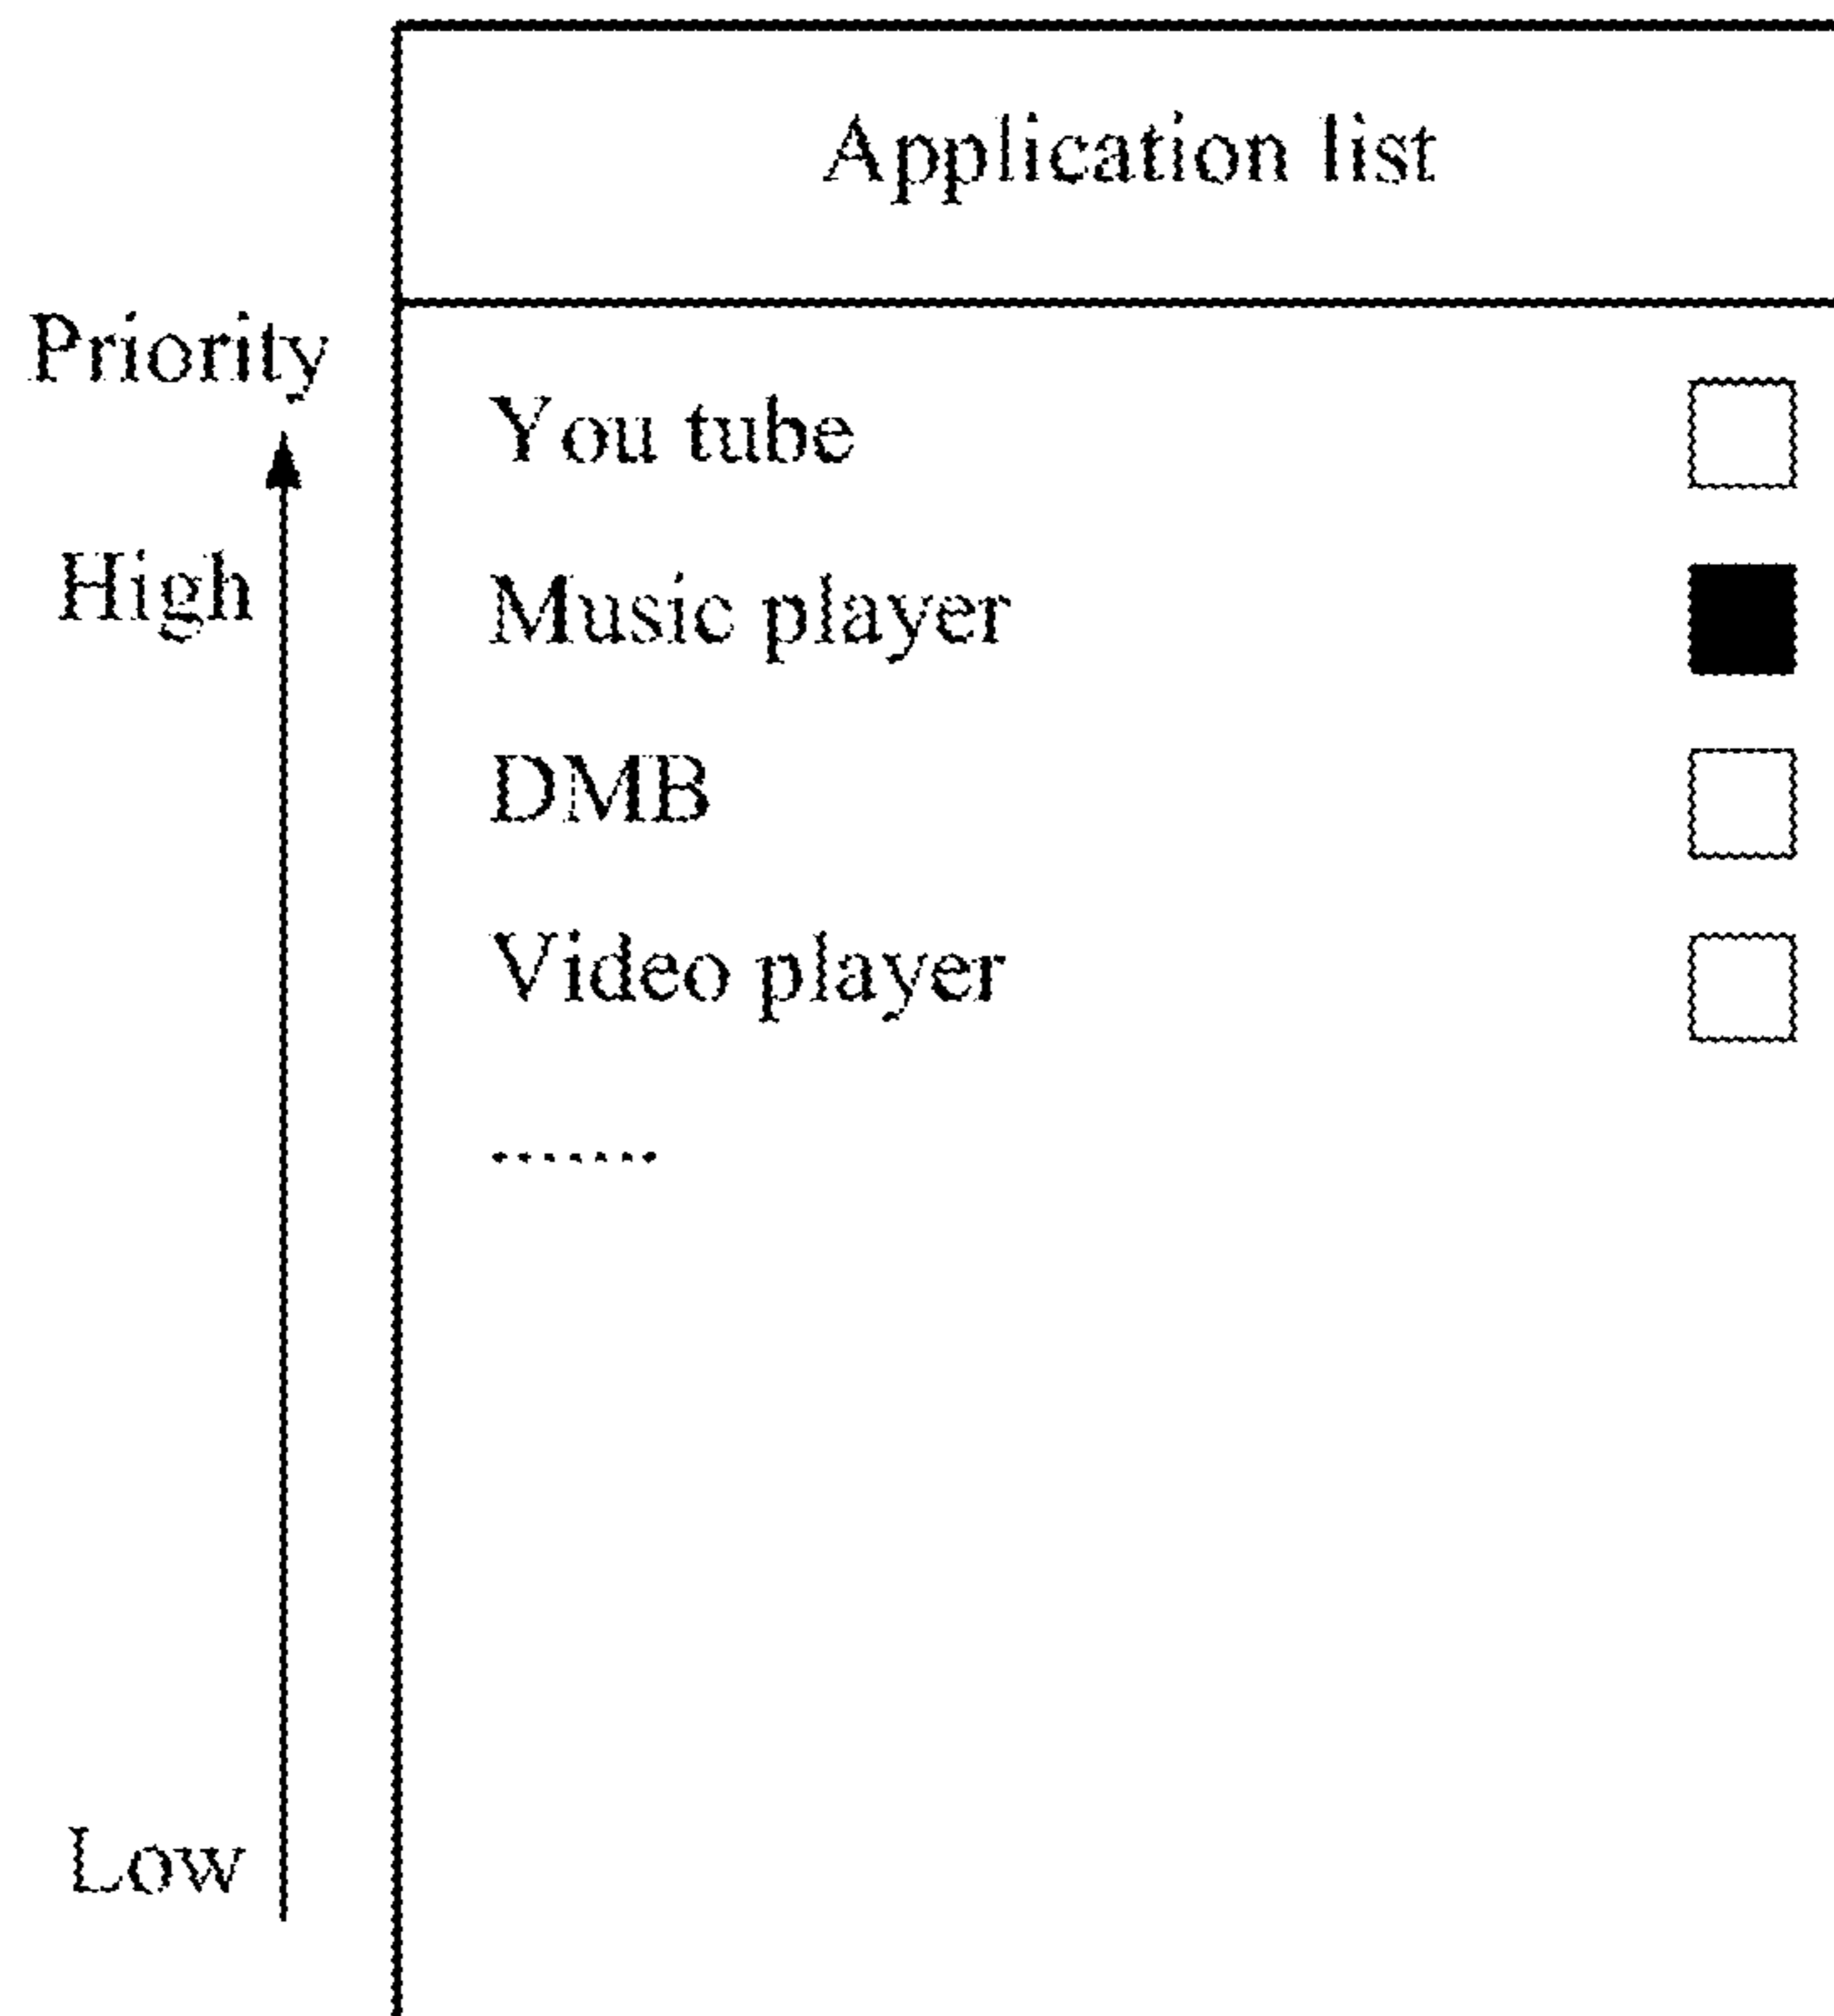 Application list
Priority
You tube
High
Music player
DMB
Video player
.......
Low